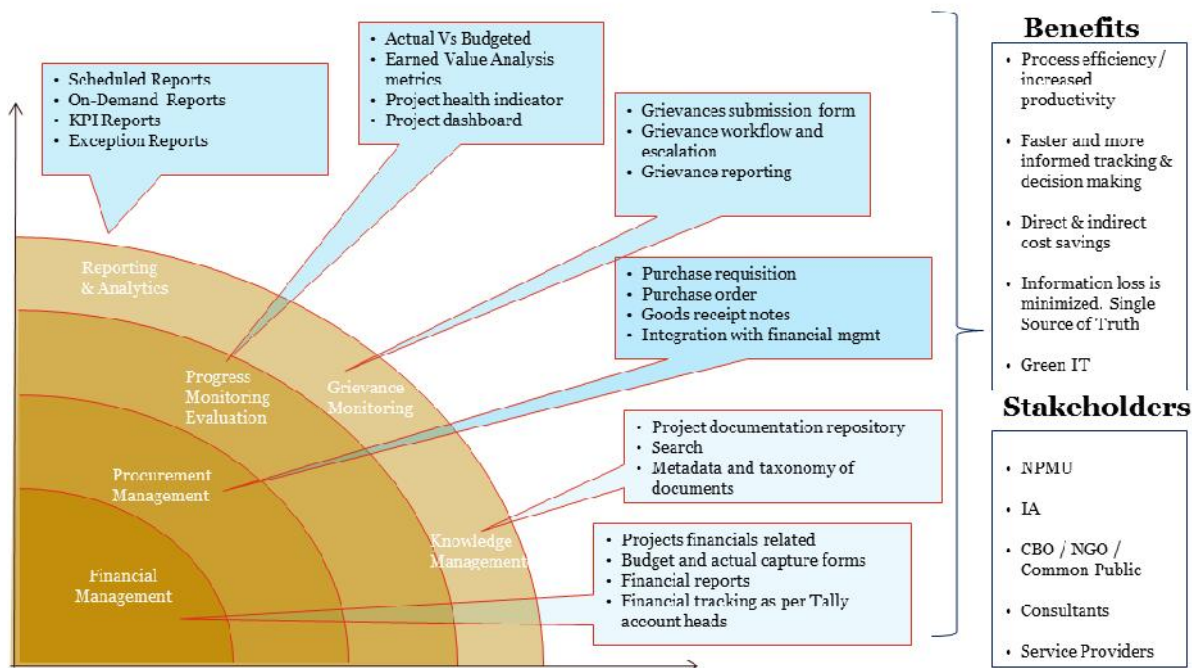 • Scheduled Reports
• On-Demand Reports
• KPI Reports
• Exception Reports
• Actual Vs Budgeted
• Earned Value Analysis
metrics
• Project health indicator
• Project dashboard
• Grievances submission form
• Grievance workflow and
escalation
• Grievance reporting
• Purchase requisition
• Purchase order
• Goods receipt notes
• Integration with financial mgmt
• Project documentation repository
• Search
• Metadata and taxonomy of
documents
• Projects financials related
• Budget and actual capture forms
• Financial reports
• Financial tracking as per Tally
account heads
Reporting
& Analytics
Progress
Monitoring
Evaluation
Grievance
Monitoring
Procurement
Management
Knowledge
Management
Financial
Management
Benefits
• Process efficiency /
increased
productivity
• Faster and more
informed tracking &
decision making
• Direct & indirect
cost savings
• Information loss is
minimized. Single
Source of Truth
• Green IT
Stakeholders
• NPMU
• IA
• CBO / NGO /
Common Public
• Consultants
• Service Providers